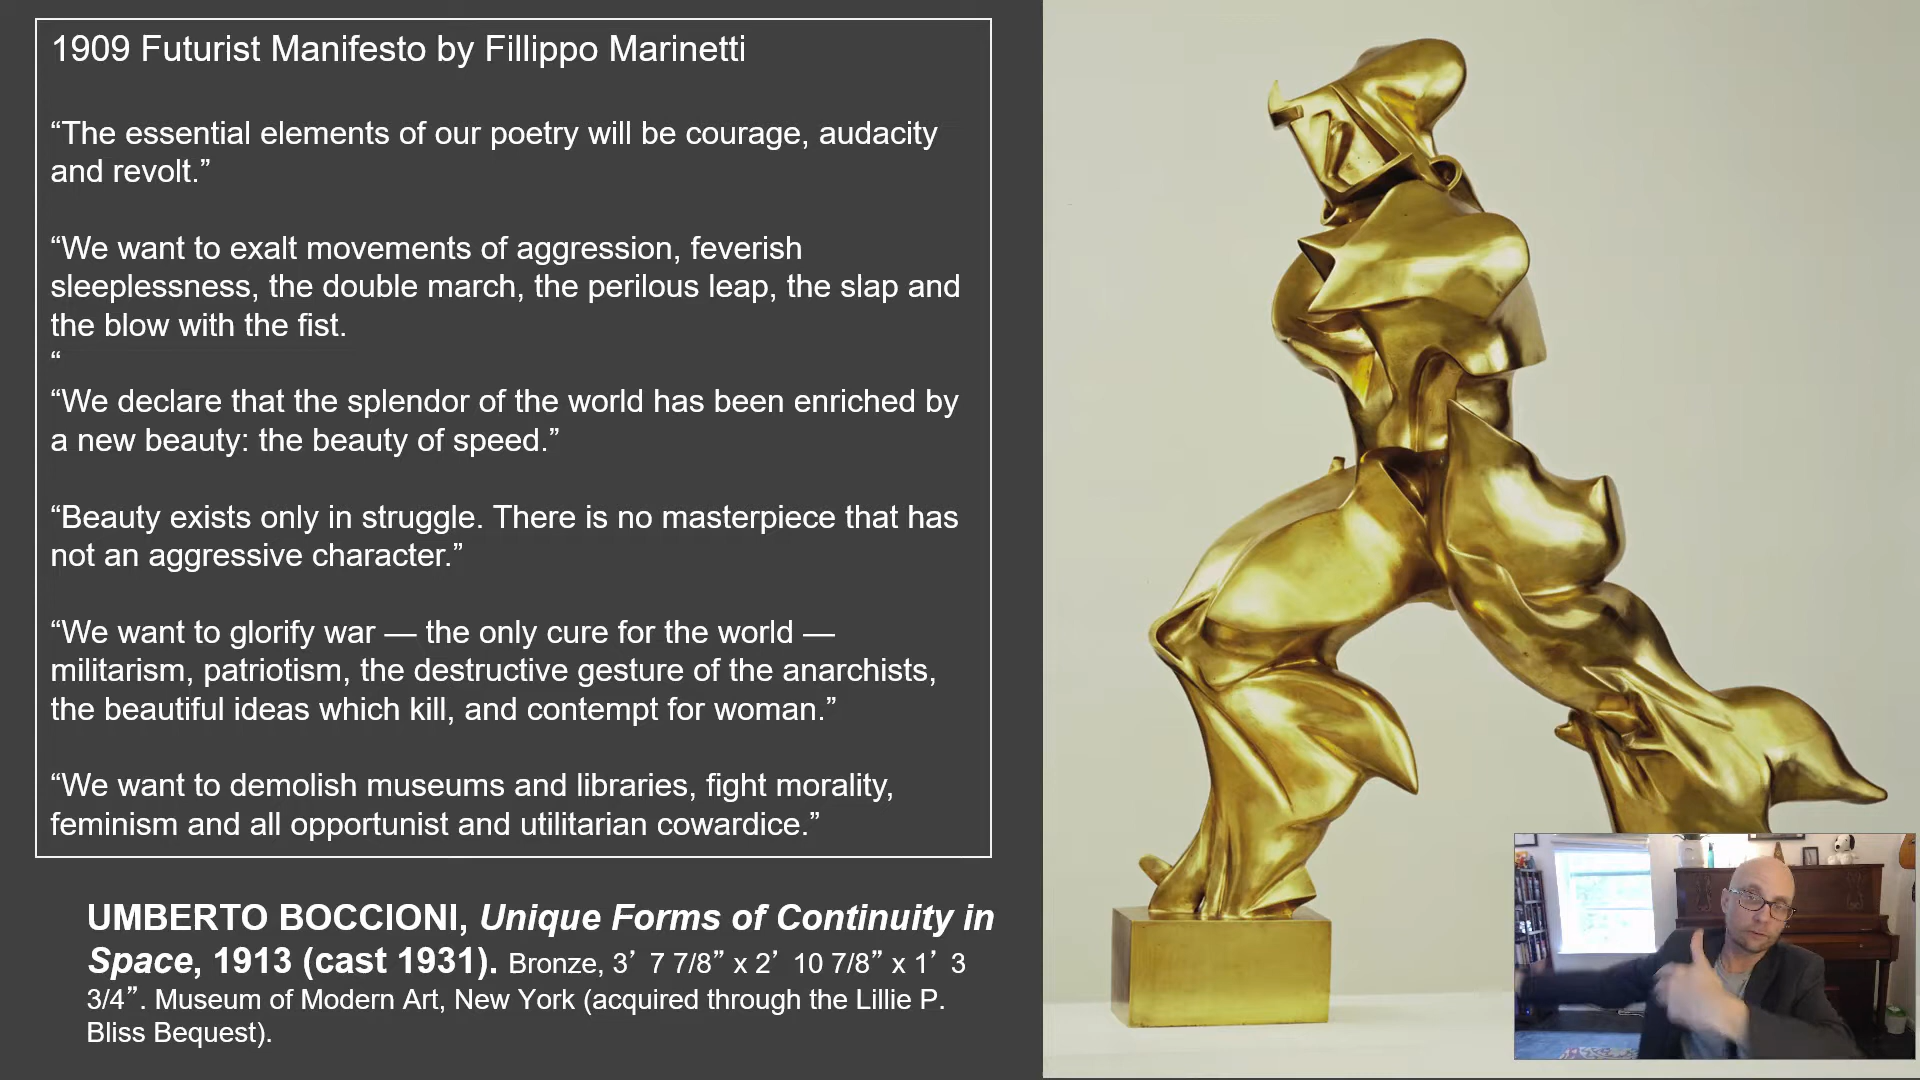 1909 Futurist Manifesto by Fillippo Marinetti
“The essential elements of our poetry will be courage, audacity
and revolt.”
“We want to exalt movements of aggression, feverish
sleeplessness, the double march, the perilous leap, the slap and
the blow with the fist.
“
“We declare that the splendor of the world has been enriched by
a new beauty: the beauty of speed.”
“Beauty exists only in struggle. There is no masterpiece that has
not an aggressive character.”
“We want to glorify war — the only cure for the world —
militarism, patriotism, the destructive gesture of the anarchists,
the beautiful ideas which kill, and contempt for woman.”
“We want to demolish museums and libraries, fight morality,
feminism and all opportunist and utilitarian cowardice.”
UMBERTO BOCCIONI, Unique Forms of Continuity in
Space, 1913 (cast 1931). Bronze, 3’ 7 7/8” x 2’ 10 7/8” x 1’ 3
3/4”. Museum of Modern Art, New York (acquired through the Lillie P.
Bliss Bequest).